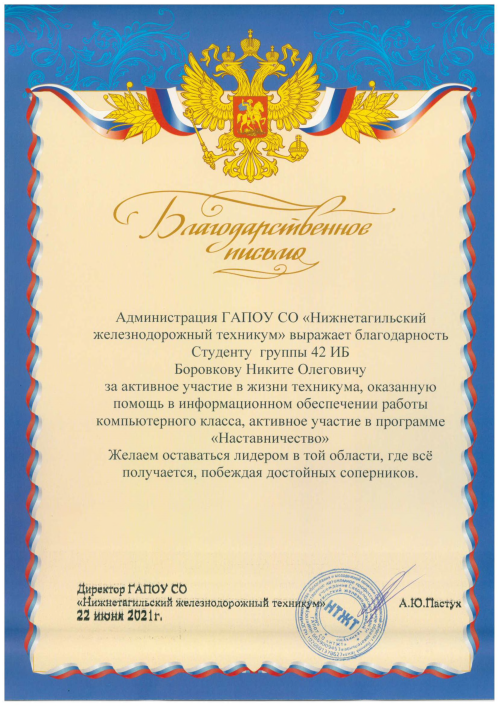 Благодарственное
письмо
Администрация ГАПОУ СО «Нижнетагильский
железнодорожный техникум» выражает благодарность
Студенту группы 42 ИБ
Боровкову Никите Олеговичу
за активное участие в жизни техникума, оказанную
помощь в информационном обеспечении работы
компьютерного класса, активное участие в программе
«Наставничество»
Желаем оставаться лидером в той области, где всё
получается, побеждая достойных соперников.
Директор ГАПОУ СО
«Нижнетагильский железнодорожный техникум» А.Ю.Пастух
22 июня 2021г.
НТЖТ